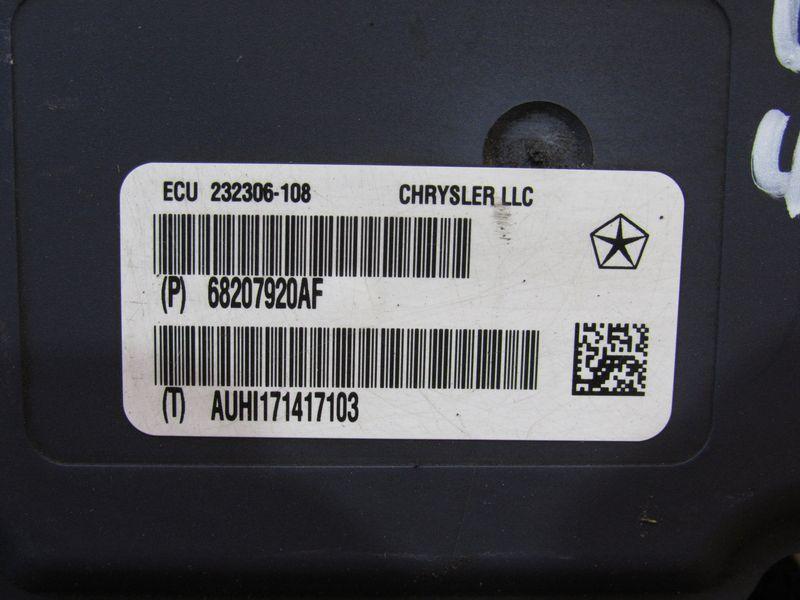 ECU 232306-108 CHRYSLER LLC
(P) 68207920AF
(T) AUHI171417103